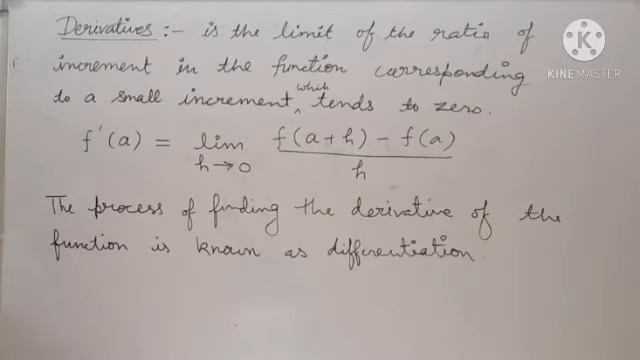 Derivatives :- is the limit of the ratio of
increment in the function corresponding
to a small increment which tends to zero.
f'(a) = lim h→0 f(a+h) - f(a) / h
The process of finding the derivative of the
function is known as differentiation.
K
KINEMASTER